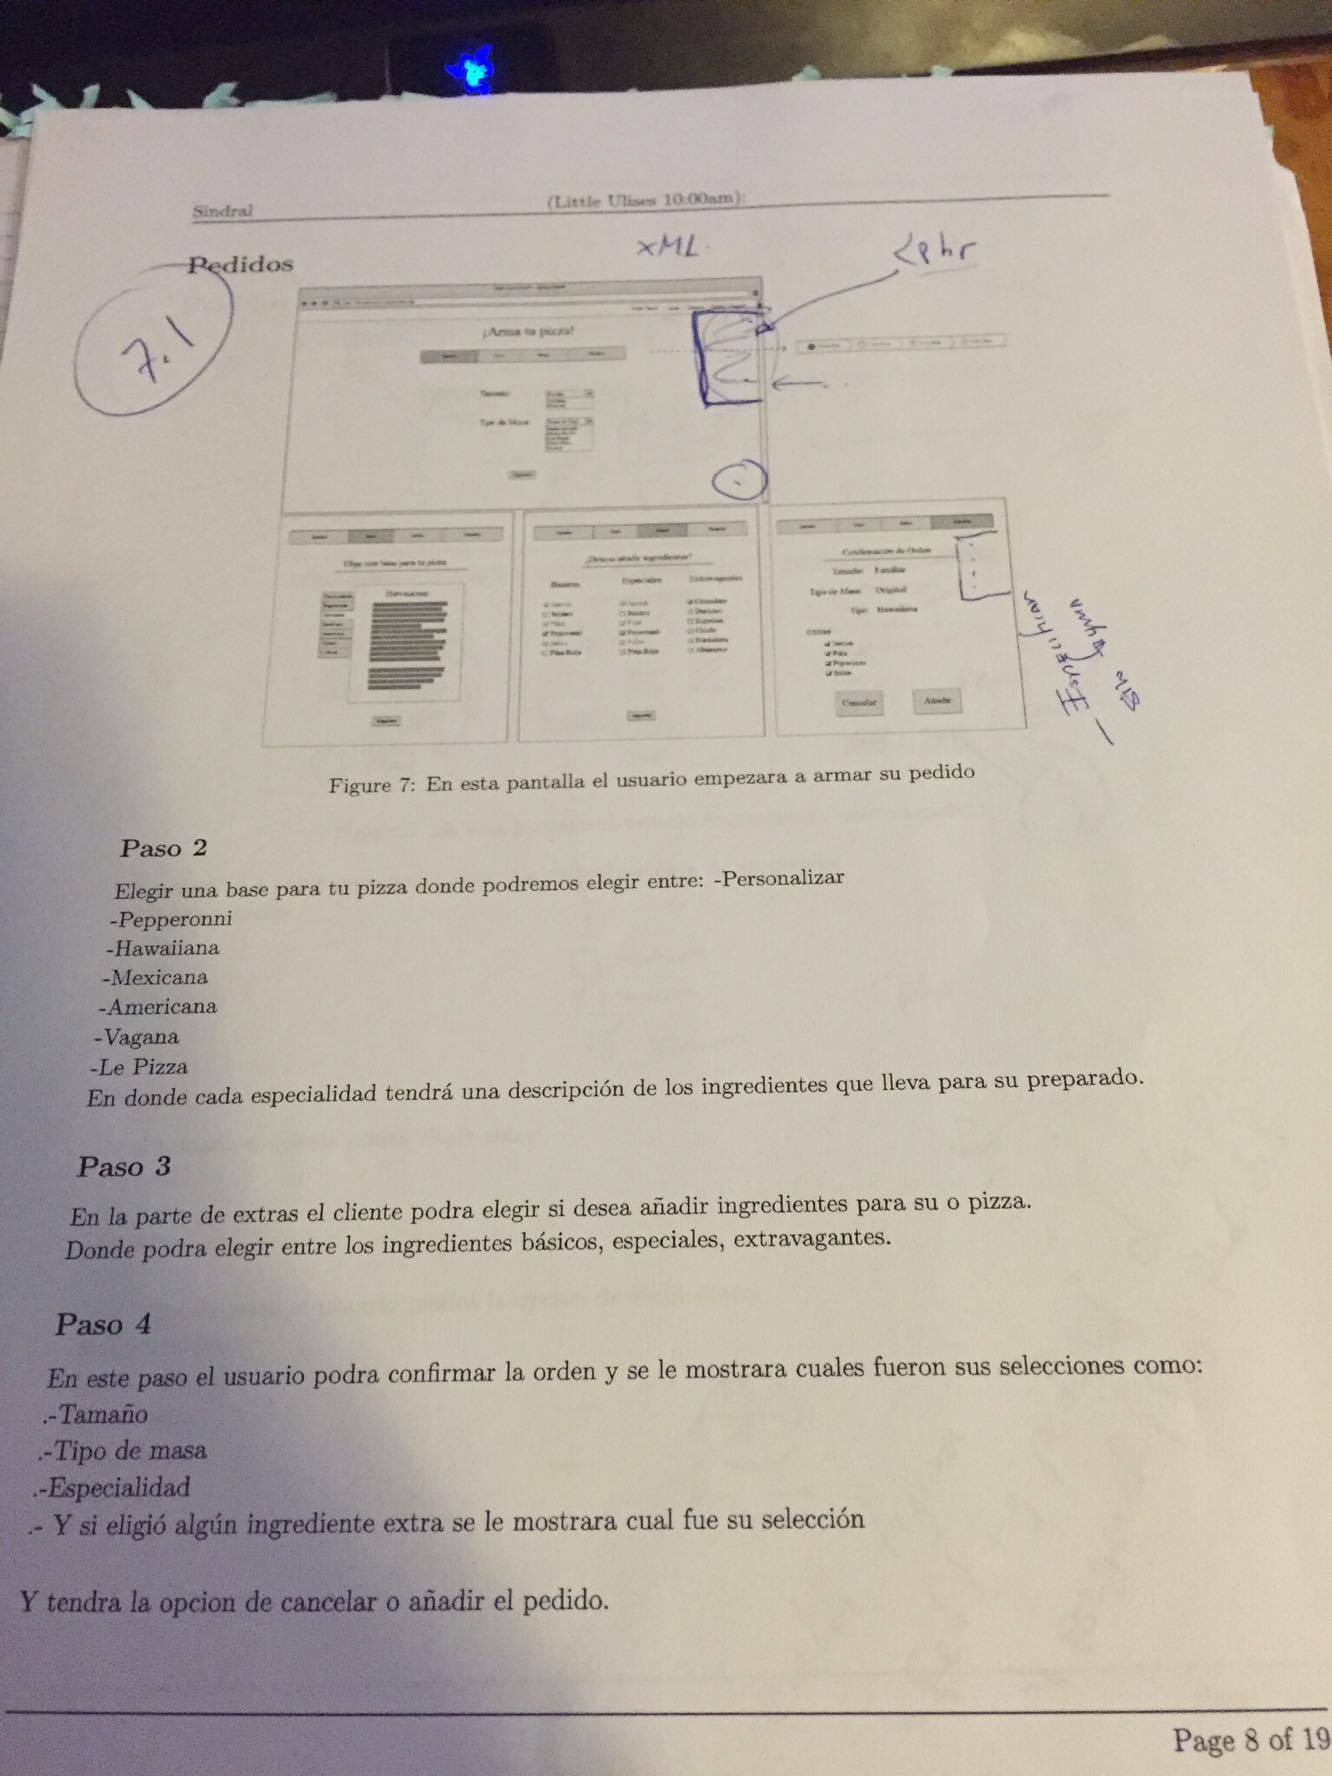 Sindral (Little Ulises 10:00am):
Pedidos
xML
7.1
¡Arma tu pizza!
Tamano
Tipo de Masa
Elige una base para tu pizza
Hawaiiana
¿Desea añadir ingredientes?
Basicos Especiales Extravagantes
Confirmacion de Orden
Tamaño Familiar
Tipo de Masa Original
Tipo Hawaiiana
Cancelar Añadir
Especificar
Figure 7: En esta pantalla el usuario empezara a armar su pedido
Paso 2
Elegir una base para tu pizza donde podremos elegir entre: -Personalizar
-Pepperonni
-Hawaiiana
-Mexicana
-Americana
-Vagana
-Le Pizza
En donde cada especialidad tendrá una descripción de los ingredientes que lleva para su preparado.
Paso 3
En la parte de extras el cliente podra elegir si desea añadir ingredientes para su o pizza.
Donde podra elegir entre los ingredientes básicos, especiales, extravagantes.
Paso 4
En este paso el usuario podra confirmar la orden y se le mostrara cuales fueron sus selecciones como:
.-Tamaño
.-Tipo de masa
.-Especialidad
.- Y si eligió algún ingrediente extra se le mostrara cual fue su selección
Y tendra la opcion de cancelar o añadir el pedido.
Page 8 of 19